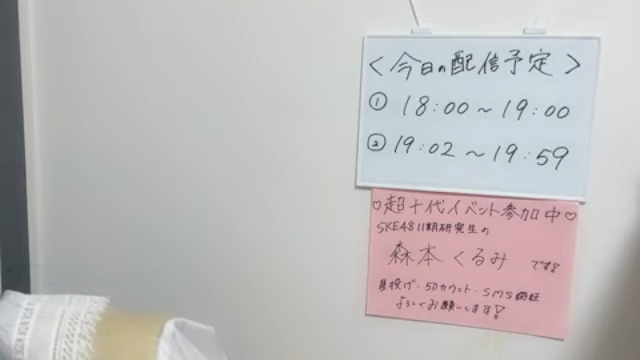 <今日の配信予定>
① 18:00~19:00
② 19:02~19:59
♡超十代イベント参加中♡
SKE48 11期研究生の
森本くるみ です!
星投げ・50カウント・SMS認証
よろしくお願いします!